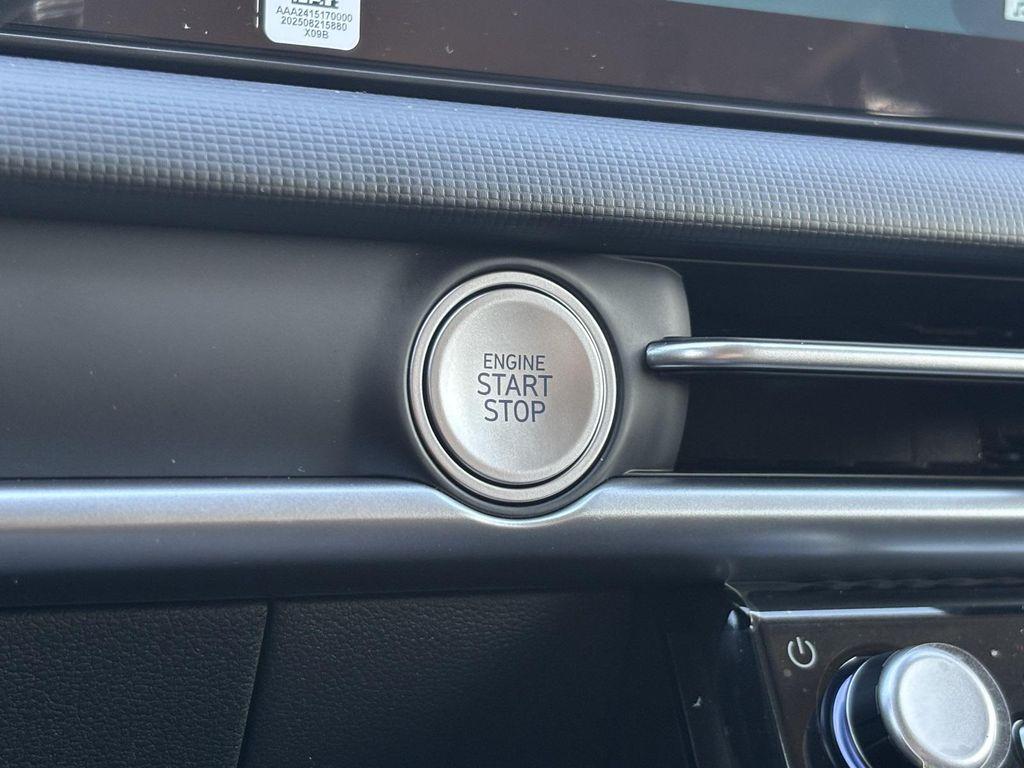 AAA2415170000
202508215880
X09B
ENGINE
START
STOP